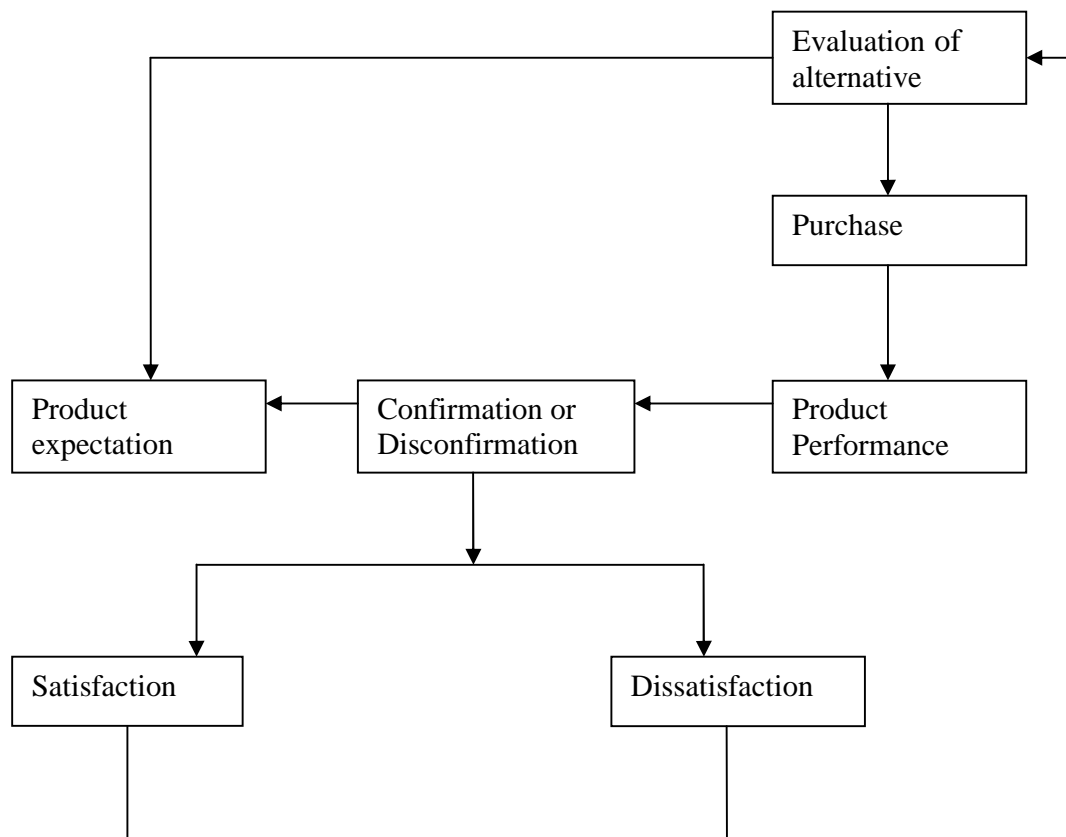 Evaluation of
alternative
Purchase
Product
expectation
Confirmation or
Disconfirmation
Product
Performance
Satisfaction
Dissatisfaction